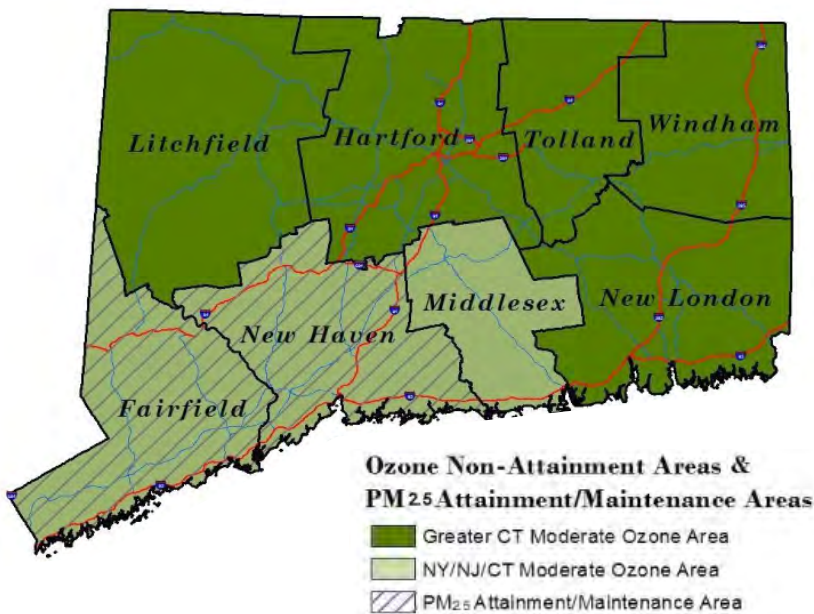 Litchfield
Hartford
Tolland
Windham
New Haven
Middlesex
New London
Fairfield
Ozone Non-Attainment Areas &
PM2.5 Attainment/Maintenance Areas
Greater CT Moderate Ozone Area
NY/NJ/CT Moderate Ozone Area
PM2.5 Attainment/Maintenance Area